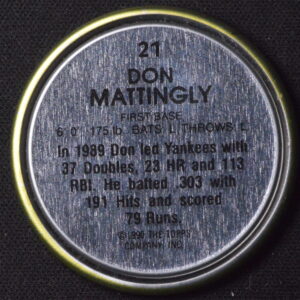 21
DON
MATTINGLY
FIRST BASE
6 0" 175 lb. BATS L THROWS L
In 1989 Don led Yankees with
37 Doubles, 23 HR and 113
RBI. He batted .303 with
191 Hits and scored
79 Runs.
©1990 THE TOPPS
COMPANY, INC.